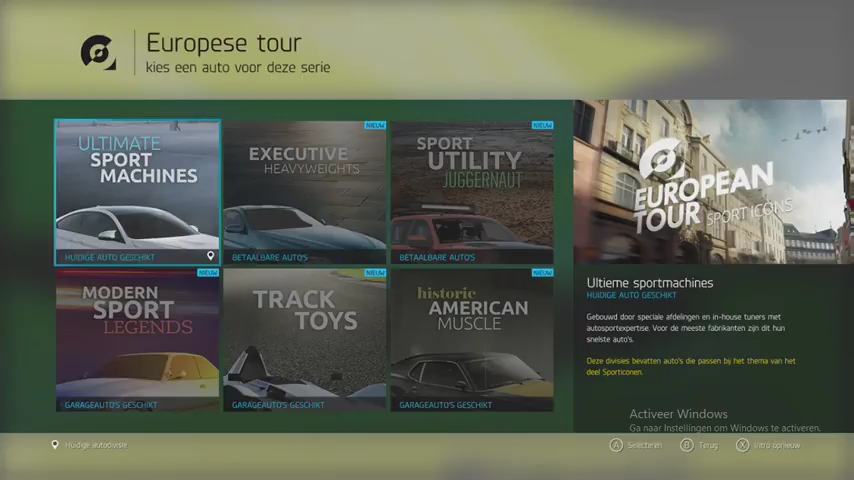 Europese tour
kies een auto voor deze serie
ULTIMATE
SPORT
MACHINES
HUIDIGE AUTO GESCHIKT
NIEUW
EXECUTIVE
HEAVYWEIGHTS
BETAALBARE AUTO'S
NIEUW
SPORT
UTILITY
JUGGERNAUT
BETAALBARE AUTO'S
NIEUW
MODERN
SPORT
LEGENDS
GARAGEAUTO'S GESCHIKT
NIEUW
TRACK
TOYS
GARAGEAUTO'S GESCHIKT
NIEUW
historic
AMERICAN
MUSCLE
GARAGEAUTO'S GESCHIKT
EUROPEAN
TOUR SPORT ICONS
Ultieme sportmachines
HUIDIGE AUTO GESCHIKT
Gebouwd door speciale afdelingen en in-house tuners met
autosportexpertise. Voor de meeste fabrikanten zijn dit hun
snelste auto's.
Deze divisies bevatten auto's die passen bij het thema van het
deel Sporticonen.
Activeer Windows
Ga naar Instellingen om Windows te activeren.
Huidige autodivisie
A Selecteren B Terug X Intro opnieuw